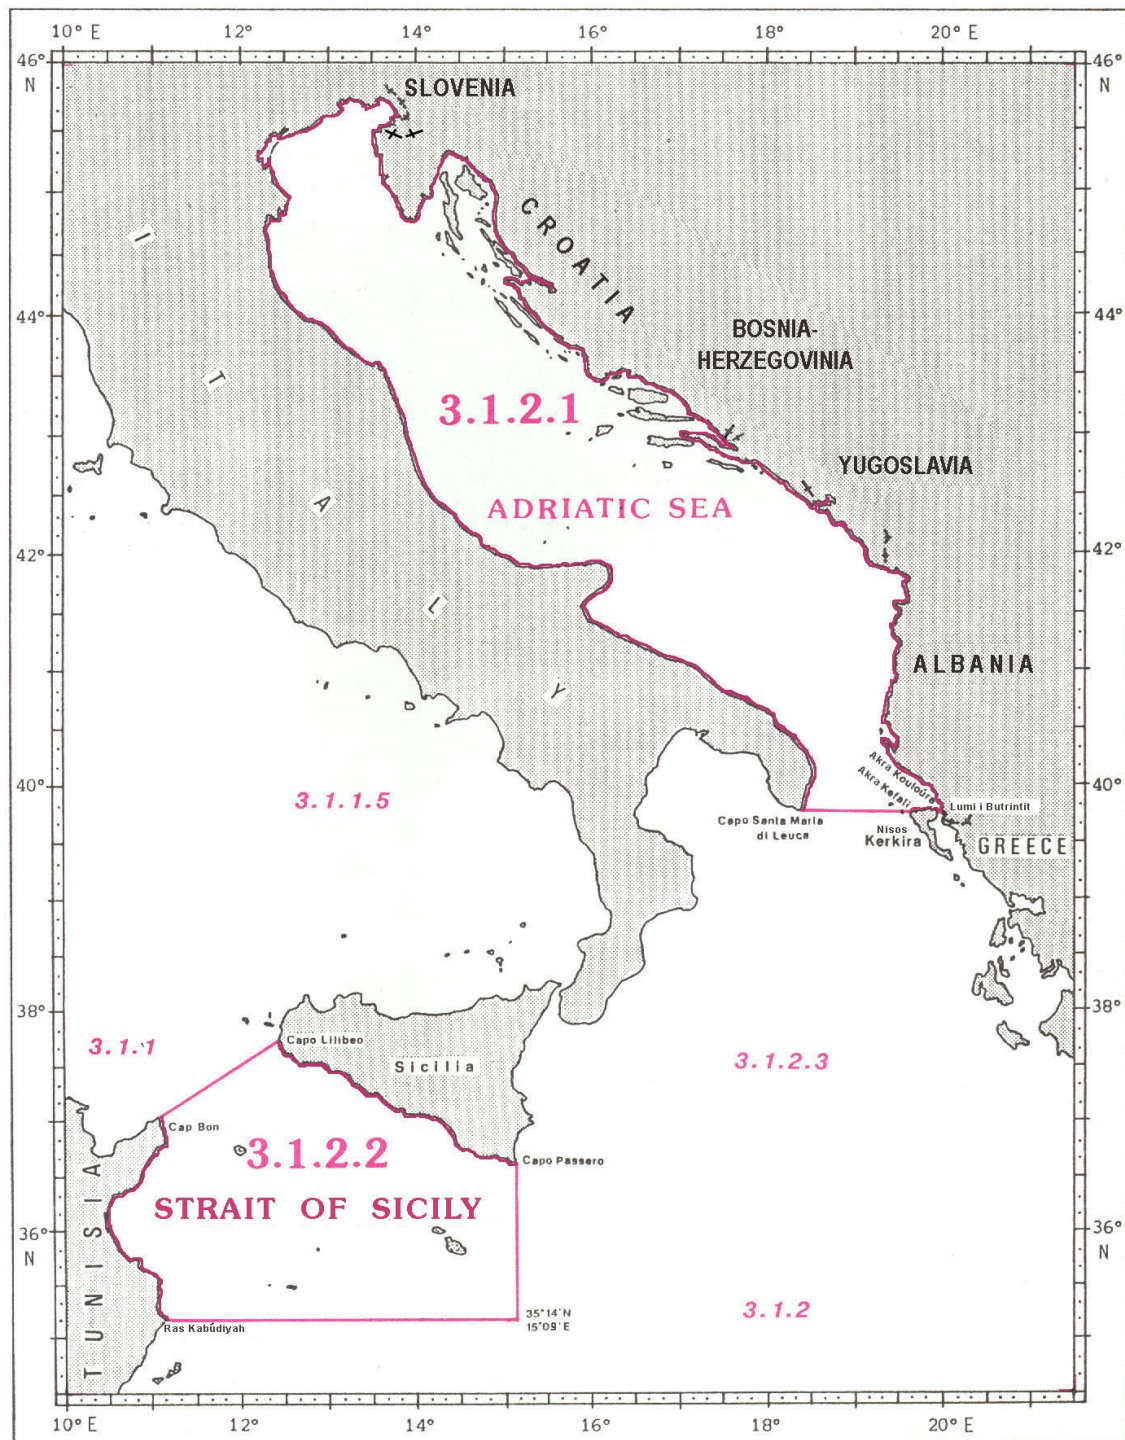 10° E 12° 14° 16° 18° 20° E
46° 46°
N N
SLOVENIA
CROATIA
ITALY
44° 44°
BOSNIA-
HERZEGOVINIA
3.1.2.1
YUGOSLAVIA
ADRIATIC SEA
42° 42°
ALBANIA
40° 40°
Akra Kouloúra
Akra Kefali
Lumi i Butrintit
3.1.1.5
Capo Santa Maria
di Leuca
Nisos
Kerkira
GREECE
38° 38°
3.1.1
Capo Lilibeo
Sicilia
3.1.2.3
Cap Bon
3.1.2.2
Capo Passero
STRAIT OF SICILY
TUNISIA
36° 36°
N N
35°14'N
15°09'E
3.1.2
Ras Kabúdiyah
10° E 12° 14° 16° 18° 20° E